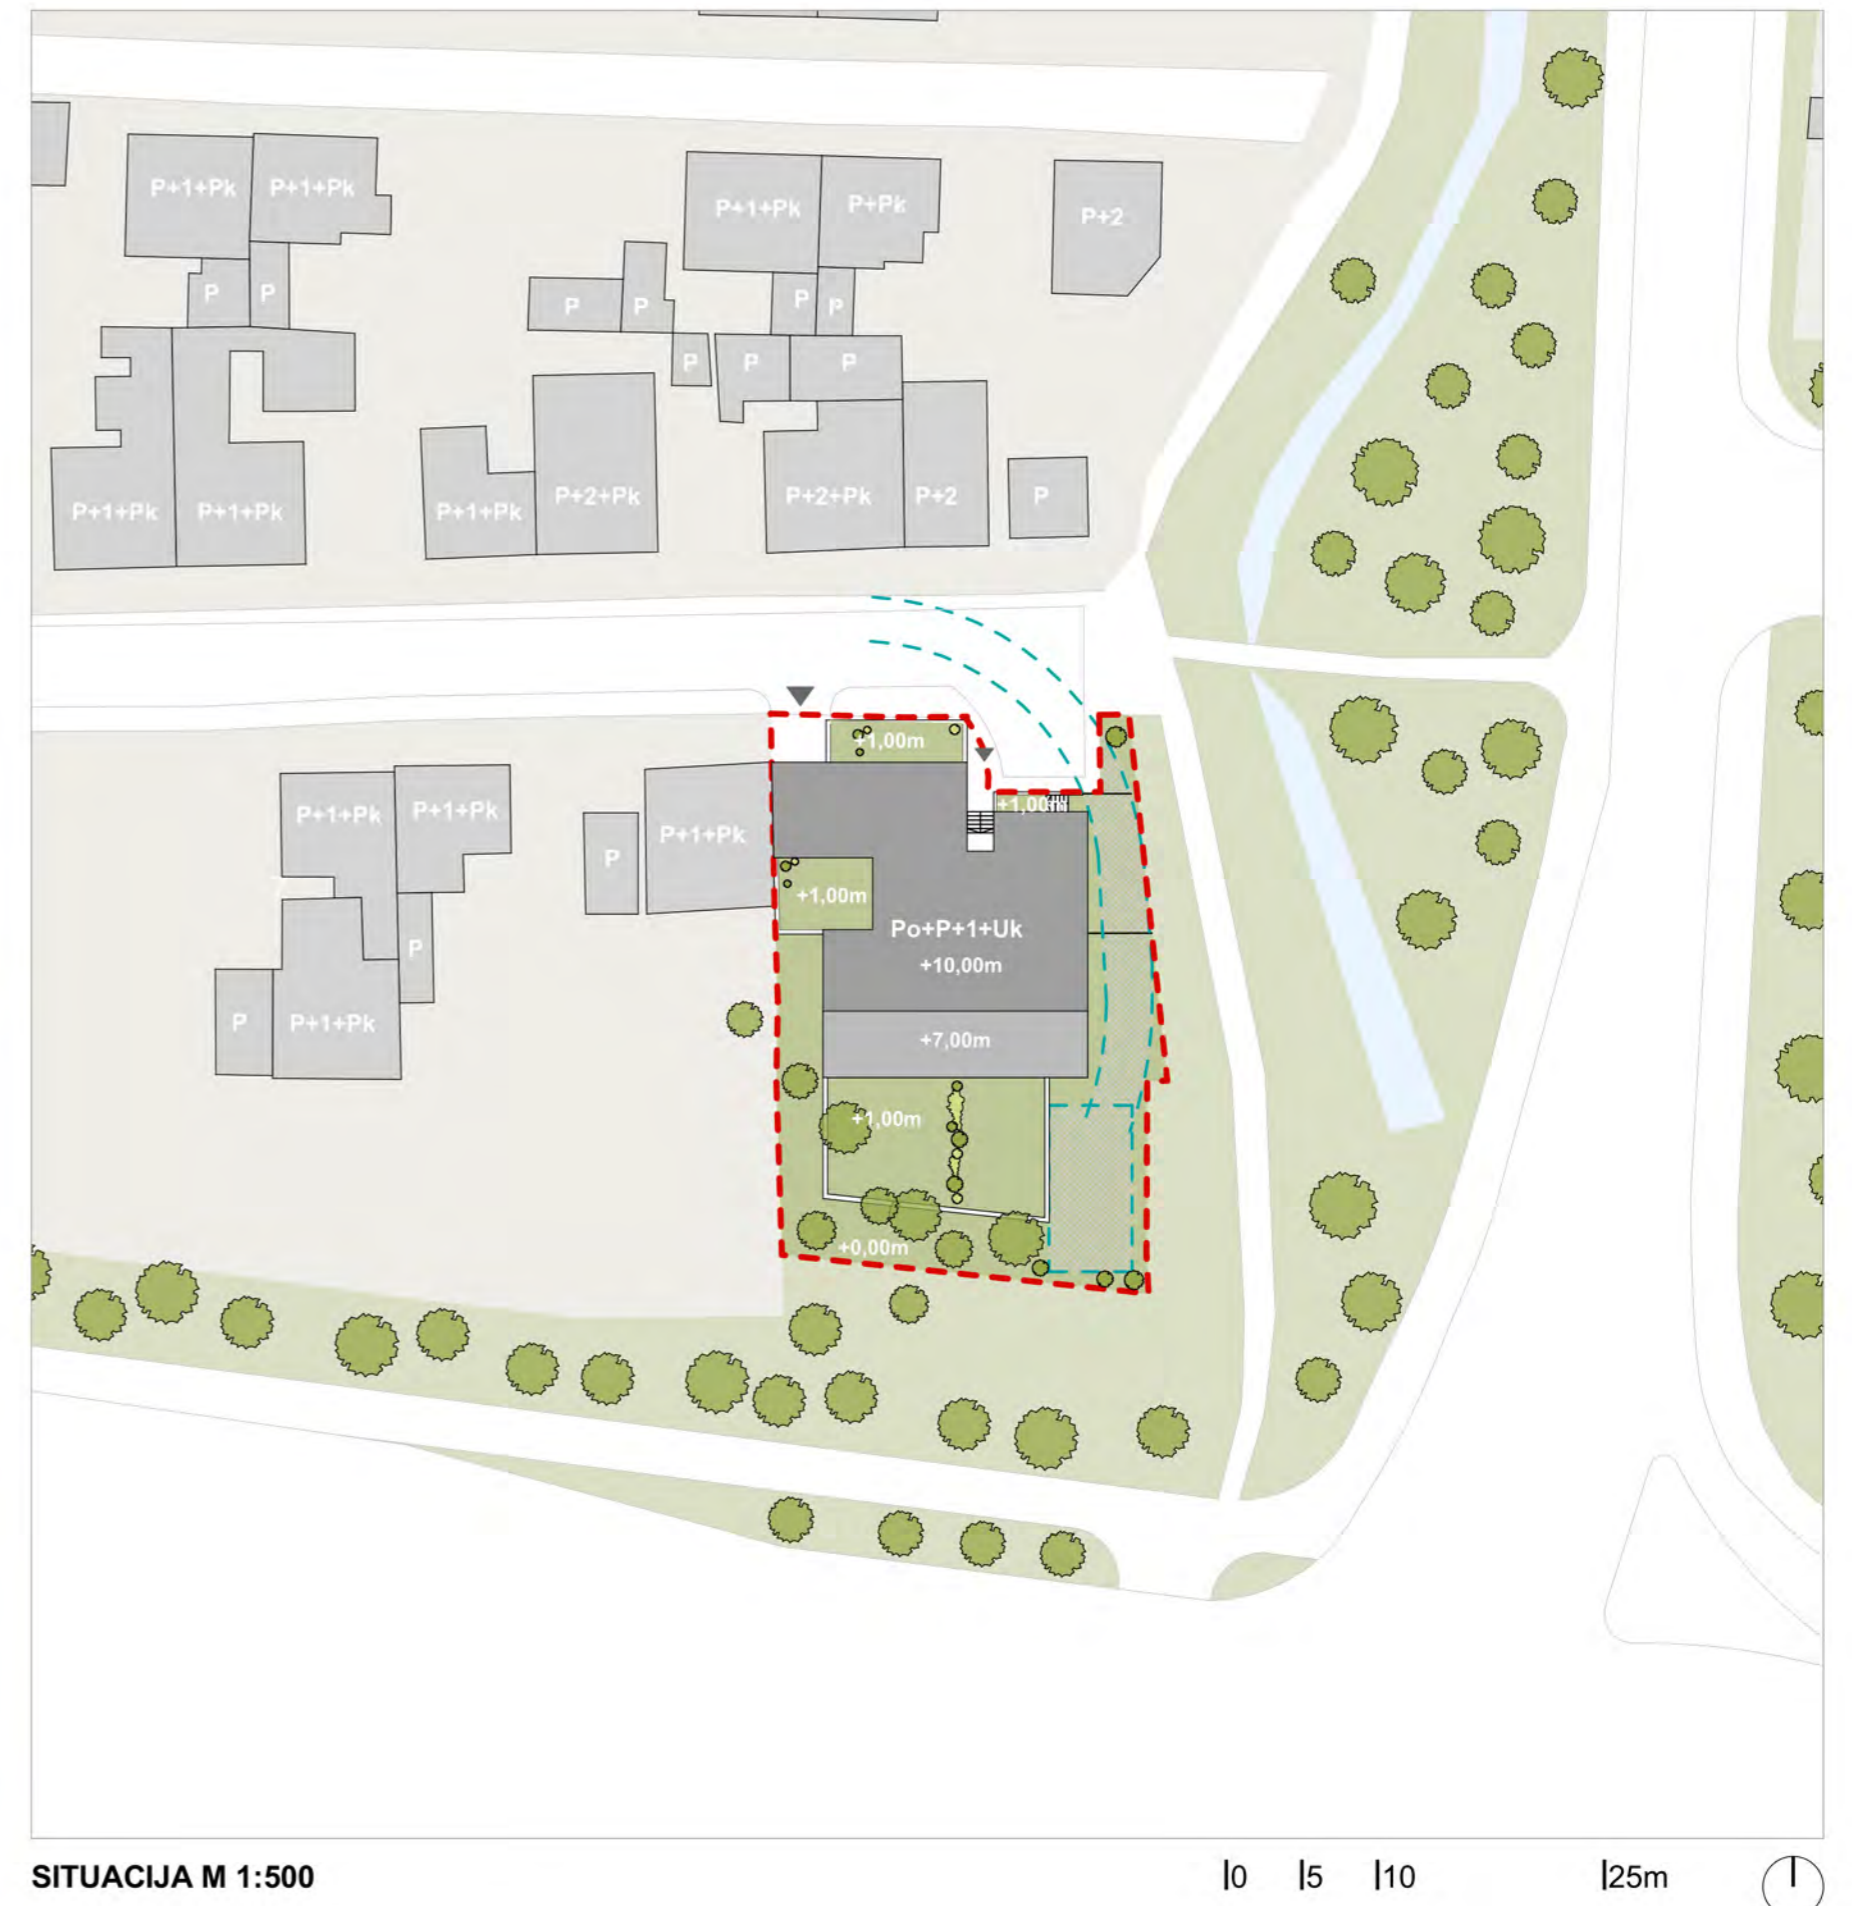 P+1+Pk P+1+Pk
P+1+Pk P+Pk
P+2
P P
P P
P P
P P P
P+1+Pk P+1+Pk
P+1+Pk P+2+Pk
P+2+Pk P+2
P
+1,00m
+1,00m
P+1+Pk P+1+Pk
P P+1+Pk
+1,00m
Po+P+1+Uk
+10,00m
P
P P+1+Pk
+7,00m
+1,00m
+0,00m
SITUACIJA M 1:500
0 5 10 25m